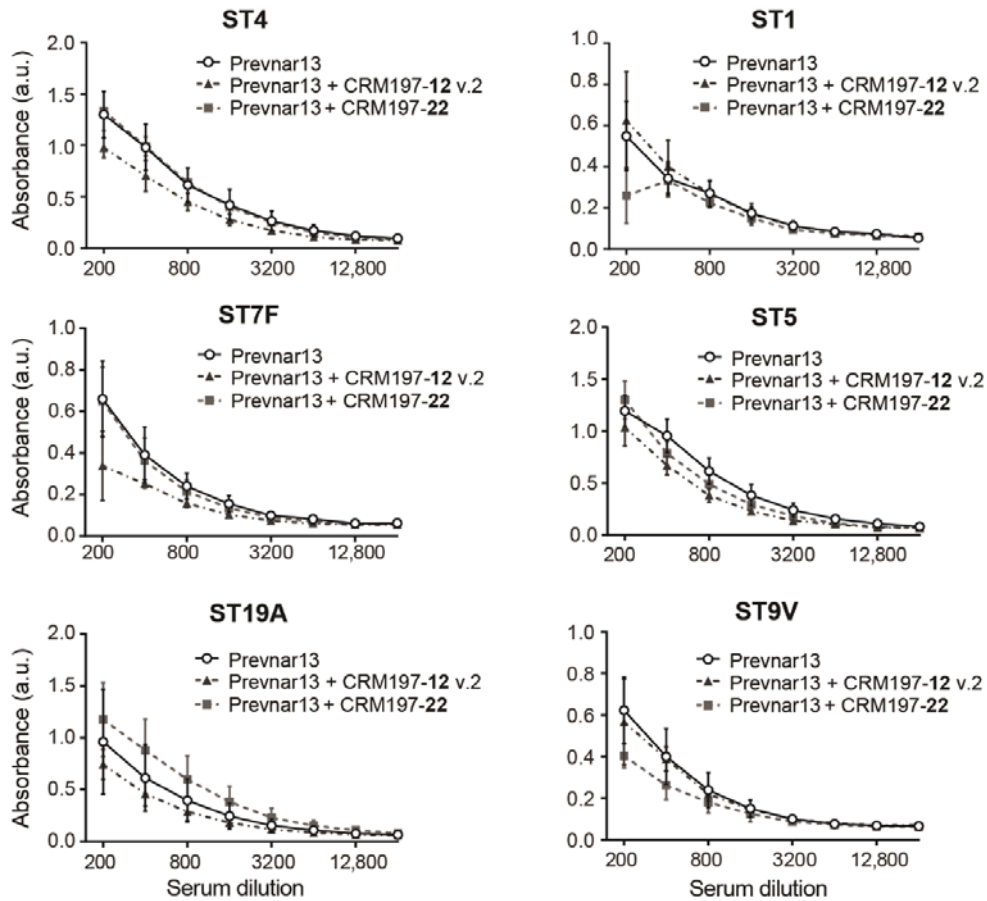 ST4
Absorbance (a.u.)
2.0
1.5
1.0
0.5
0.0
Prevnar13
Prevnar13 + CRM197-12 v.2
Prevnar13 + CRM197-22
200 800 3200 12,800
ST1
1.0
0.8
0.6
0.4
0.2
0.0
Prevnar13
Prevnar13 + CRM197-12 v.2
Prevnar13 + CRM197-22
200 800 3200 12,800
ST7F
Absorbance (a.u.)
1.0
0.8
0.6
0.4
0.2
0.0
Prevnar13
Prevnar13 + CRM197-12 v.2
Prevnar13 + CRM197-22
200 800 3200 12,800
ST5
2.0
1.5
1.0
0.5
0.0
Prevnar13
Prevnar13 + CRM197-12 v.2
Prevnar13 + CRM197-22
200 800 3200 12,800
ST19A
Absorbance (a.u.)
2.0
1.5
1.0
0.5
0.0
Prevnar13
Prevnar13 + CRM197-12 v.2
Prevnar13 + CRM197-22
200 800 3200 12,800
Serum dilution
ST9V
1.0
0.8
0.6
0.4
0.2
0.0
Prevnar13
Prevnar13 + CRM197-12 v.2
Prevnar13 + CRM197-22
200 800 3200 12,800
Serum dilution